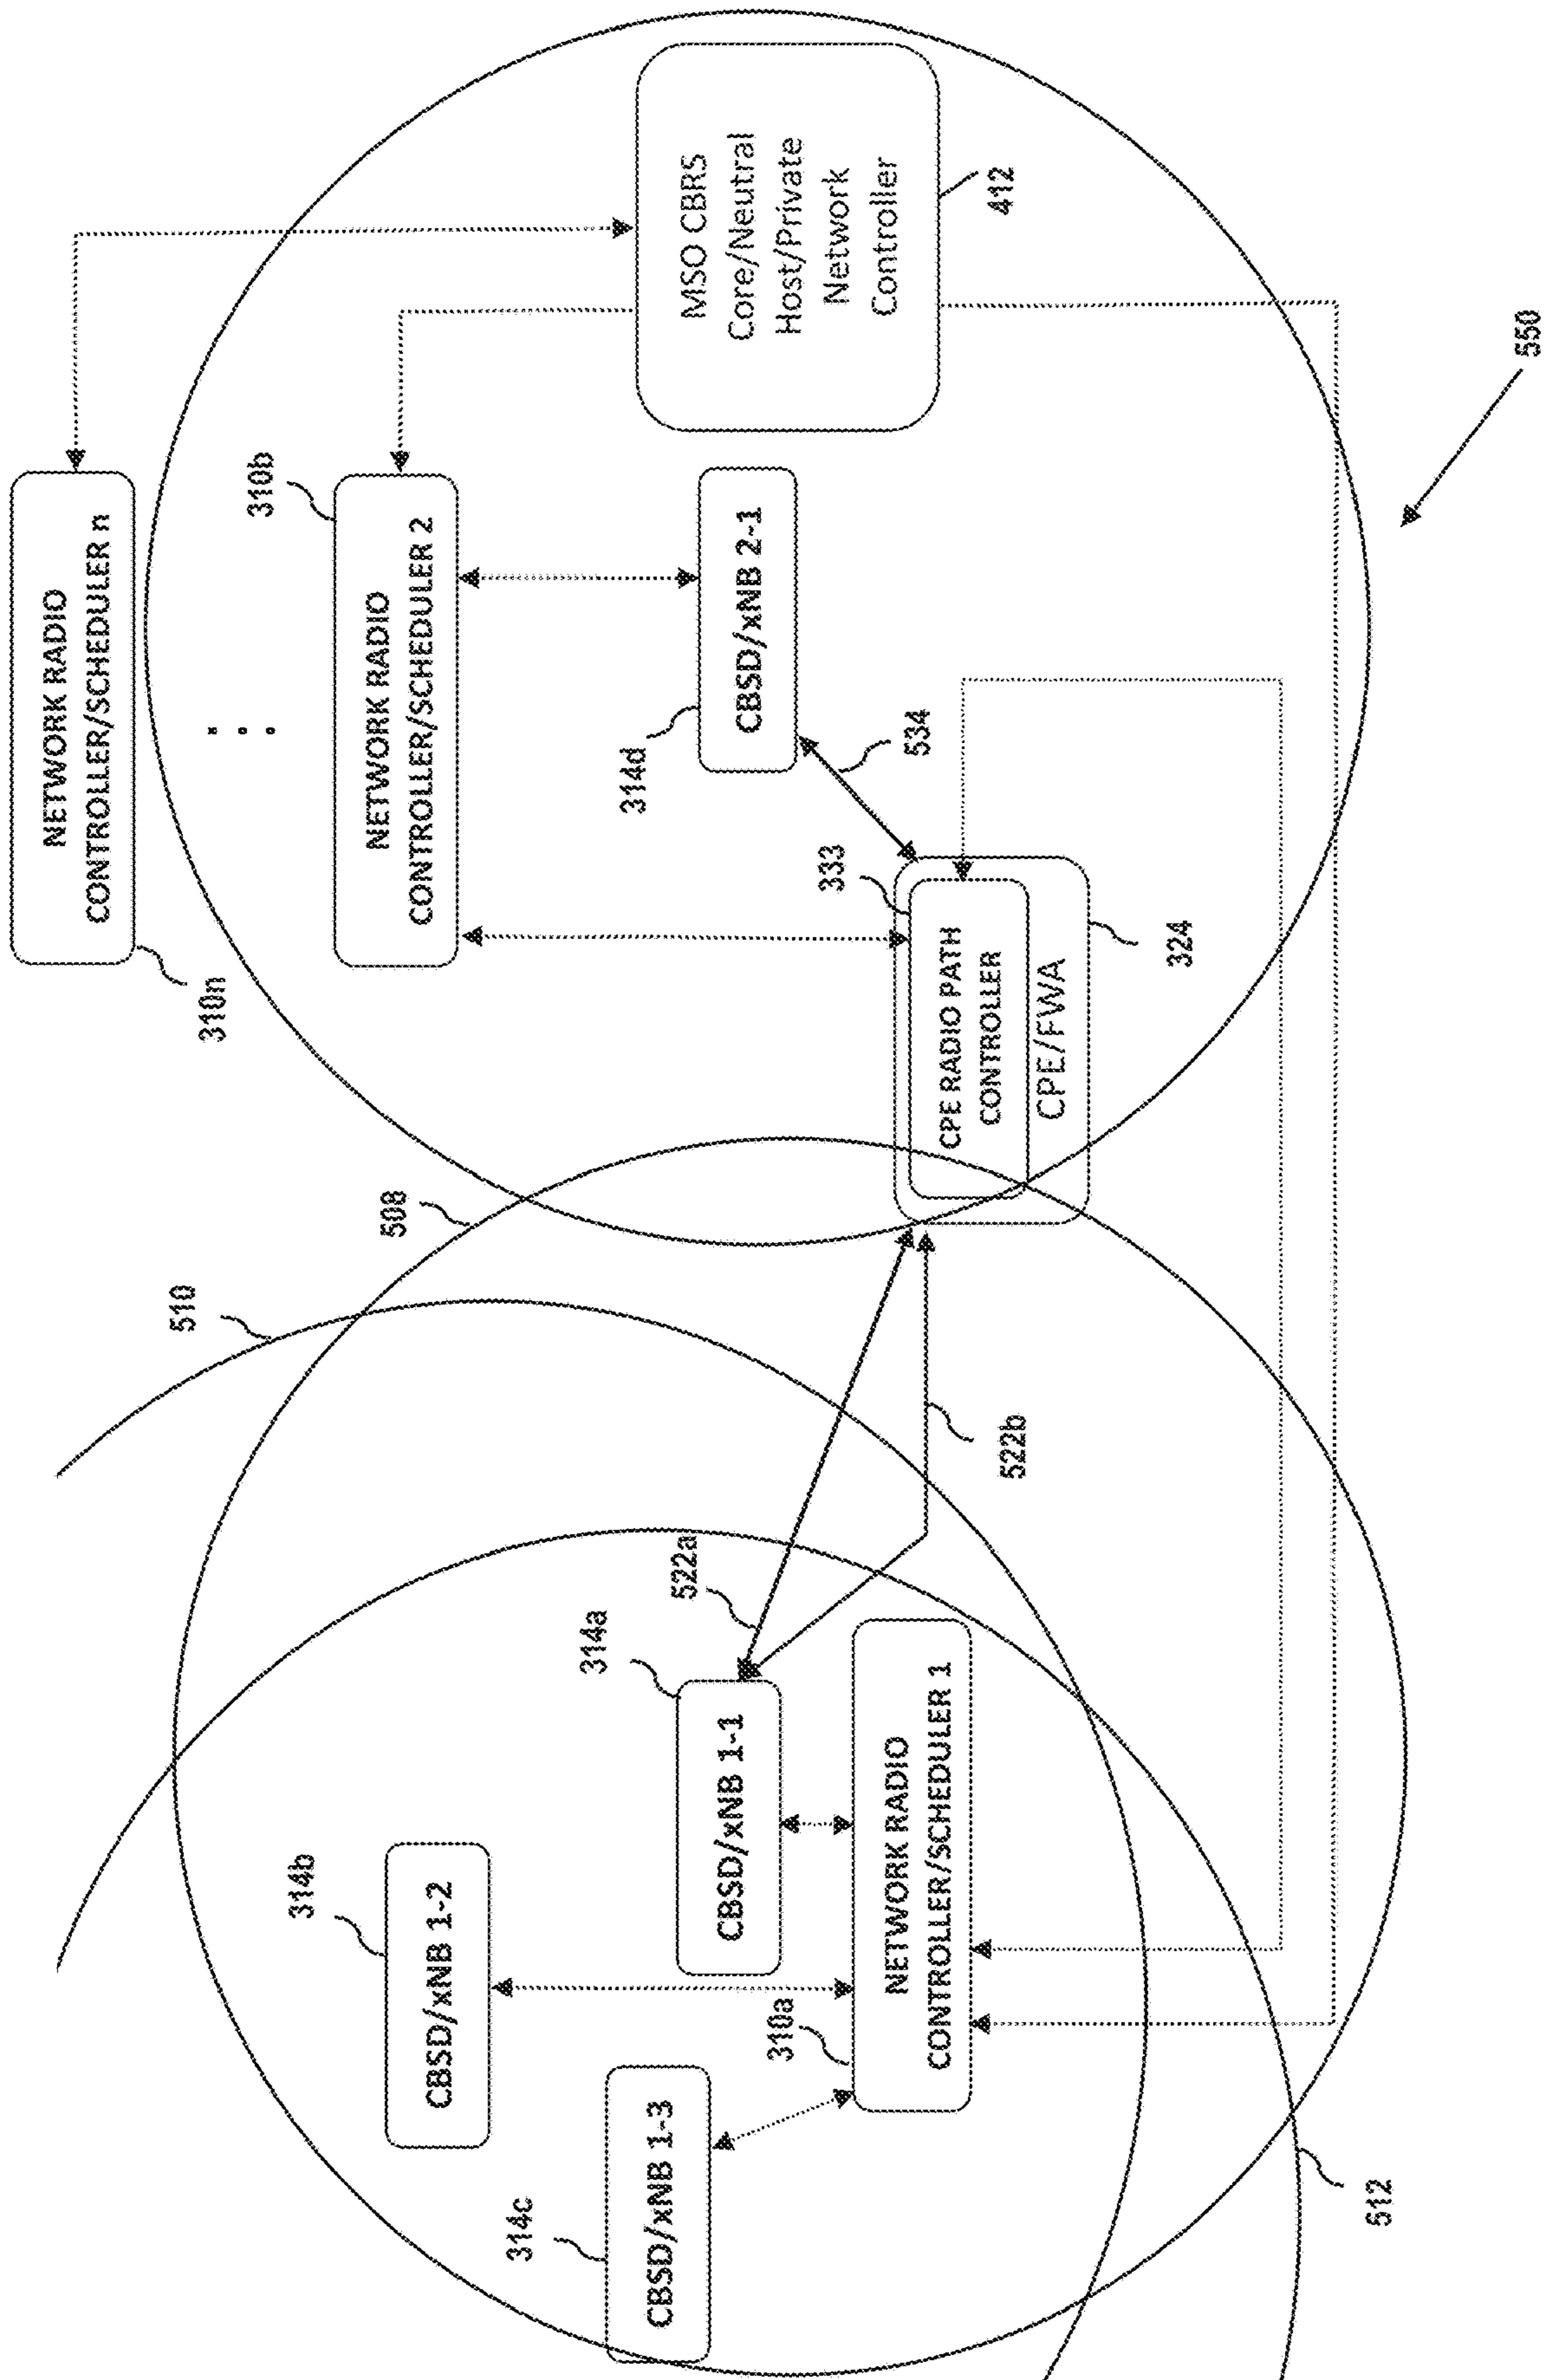 NETWORK RADIO
CONTROLLER/SCHEDULER n
310n
NETWORK RADIO
CONTROLLER/SCHEDULER 2
310b
. . .
MSO CBRS
Core/Neutral
Host/Private
Network
Controller
412
CBSD/xNB 2-1
314d
534
333
CPE RADIO PATH
CONTROLLER
CPE/FWA
324
550
508
510
522a
522b
CBSD/xNB 1-1
314a
CBSD/xNB 1-2
314b
CBSD/xNB 1-3
314c
310a
NETWORK RADIO
CONTROLLER/SCHEDULER 1
512